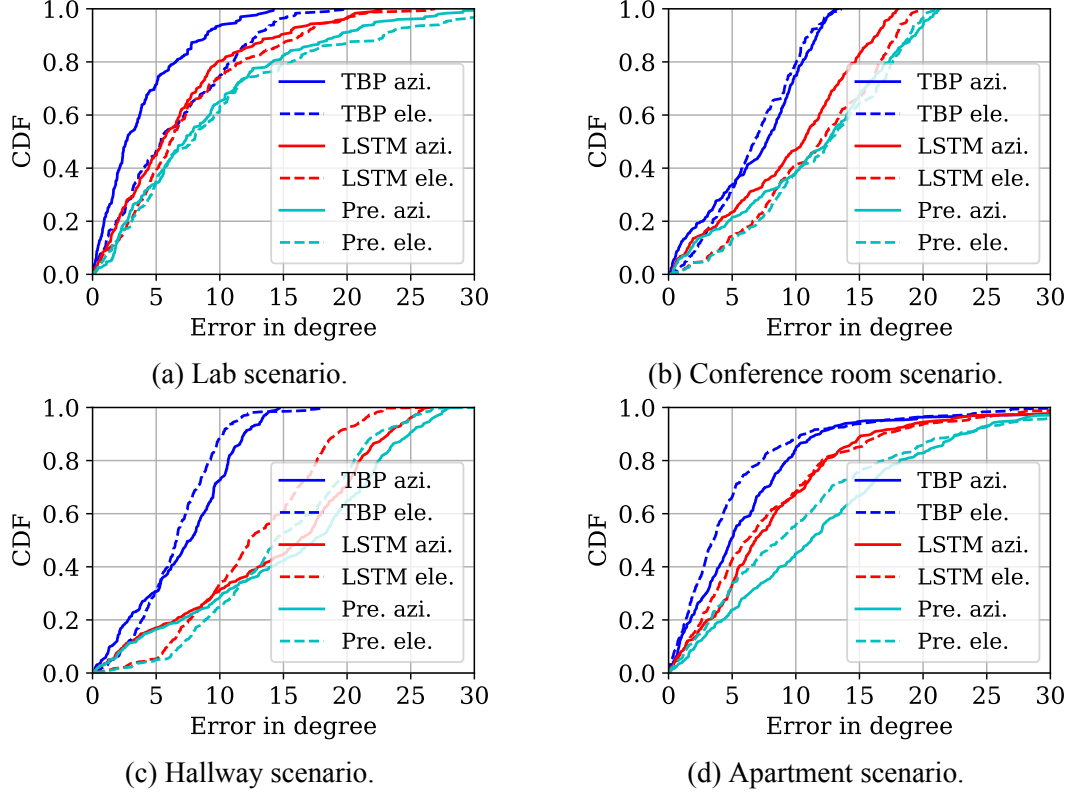 1.0
0.8
0.6
0.4
0.2
0.0
CDF
0 5 10 15 20 25 30
Error in degree
TBP azi.
TBP ele.
LSTM azi.
LSTM ele.
Pre. azi.
Pre. ele.
(a) Lab scenario.
1.0
0.8
0.6
0.4
0.2
0.0
CDF
0 5 10 15 20 25 30
Error in degree
TBP azi.
TBP ele.
LSTM azi.
LSTM ele.
Pre. azi.
Pre. ele.
(b) Conference room scenario.
1.0
0.8
0.6
0.4
0.2
0.0
CDF
0 5 10 15 20 25 30
Error in degree
TBP azi.
TBP ele.
LSTM azi.
LSTM ele.
Pre. azi.
Pre. ele.
(c) Hallway scenario.
1.0
0.8
0.6
0.4
0.2
0.0
CDF
0 5 10 15 20 25 30
Error in degree
TBP azi.
TBP ele.
LSTM azi.
LSTM ele.
Pre. azi.
Pre. ele.
(d) Apartment scenario.